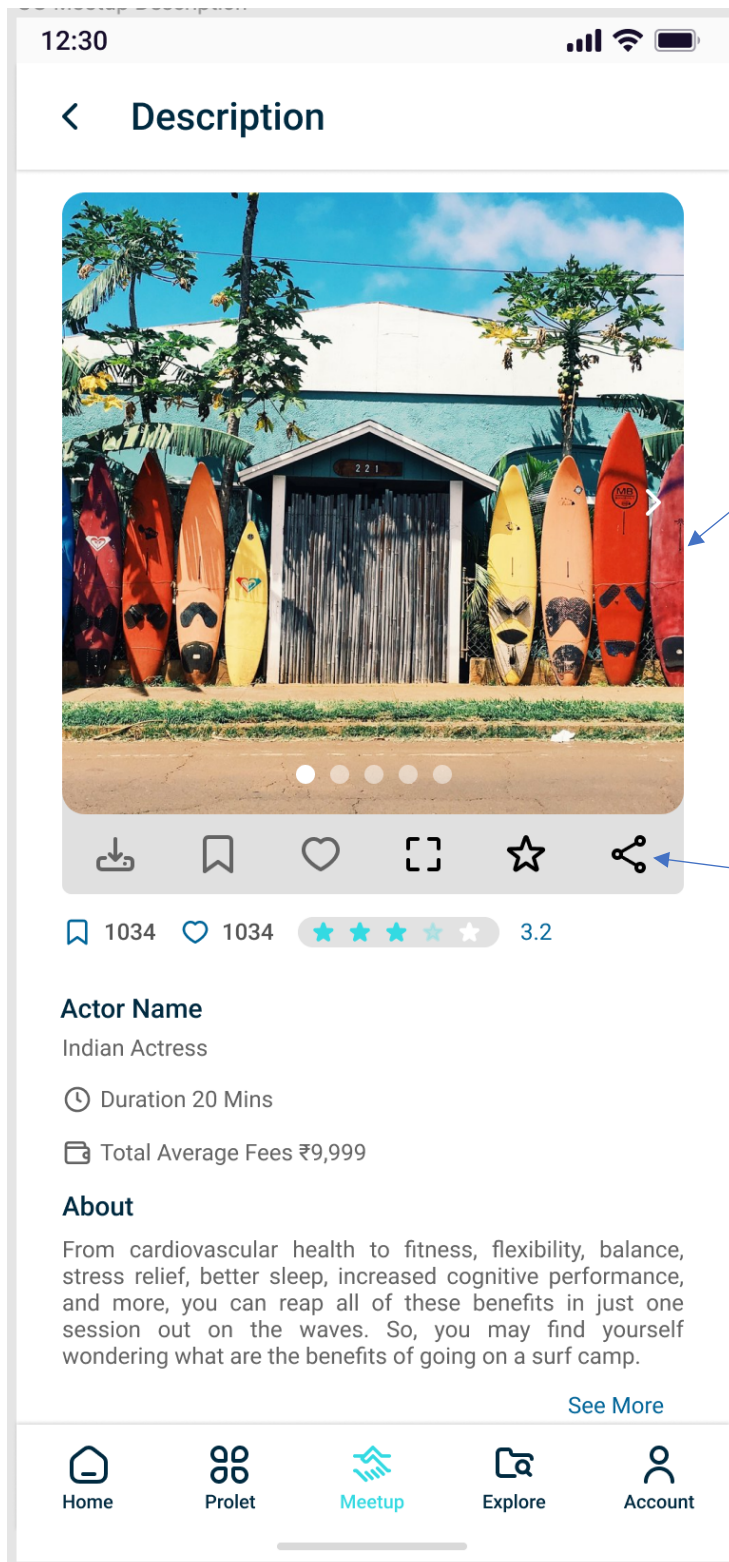 12:30
Description
221
MB
1034 1034 3.2
Actor Name
Indian Actress
Duration 20 Mins
Total Average Fees ₹9,999
About
From cardiovascular health to fitness, flexibility, balance,
stress relief, better sleep, increased cognitive performance,
and more, you can reap all of these benefits in just one
session out on the waves. So, you may find yourself
wondering what are the benefits of going on a surf camp.
See More
Home Prolet Meetup Explore Account